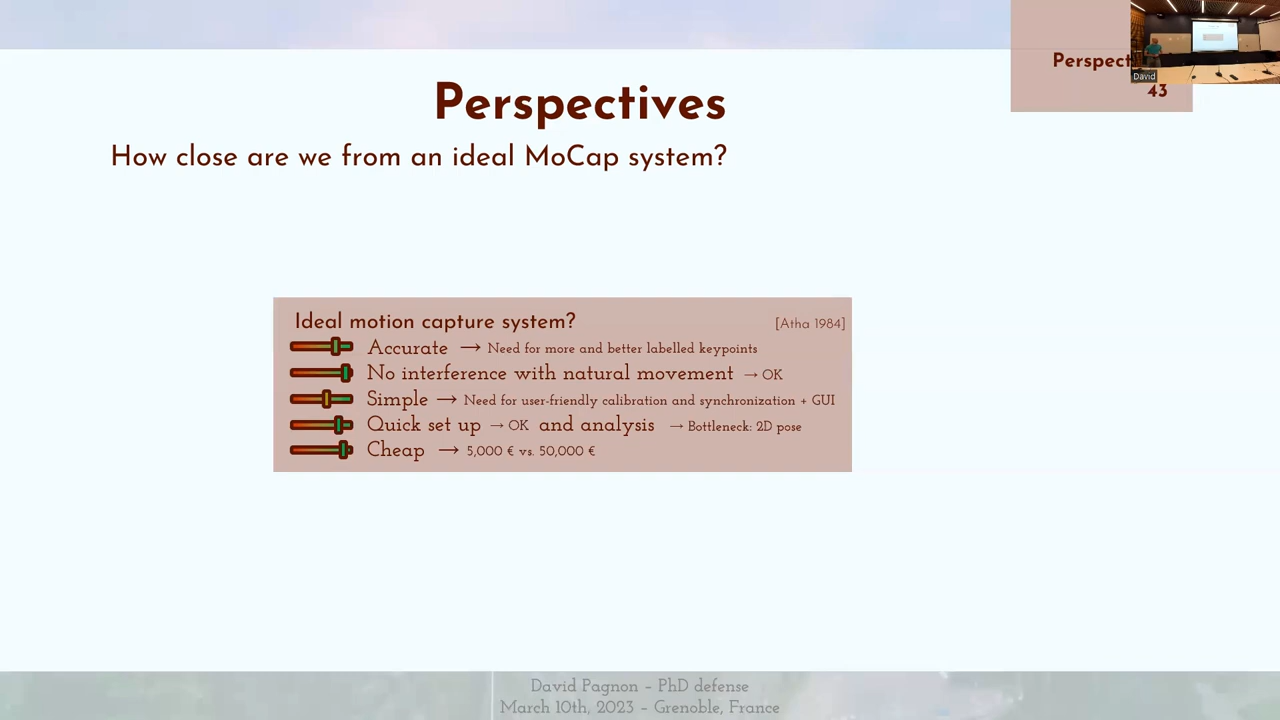 Perspectives
How close are we from an ideal MoCap system?
Perspect
David
43
Ideal motion capture system? [Atha 1984]
Accurate → Need for more and better labelled keypoints
No interference with natural movement → OK
Simple → Need for user-friendly calibration and synchronization + GUI
Quick set up → OK and analysis → Bottleneck: 2D pose
Cheap → 5,000 € vs. 50,000 €
David Pagnon – PhD defense
March 10th, 2023 – Grenoble, France